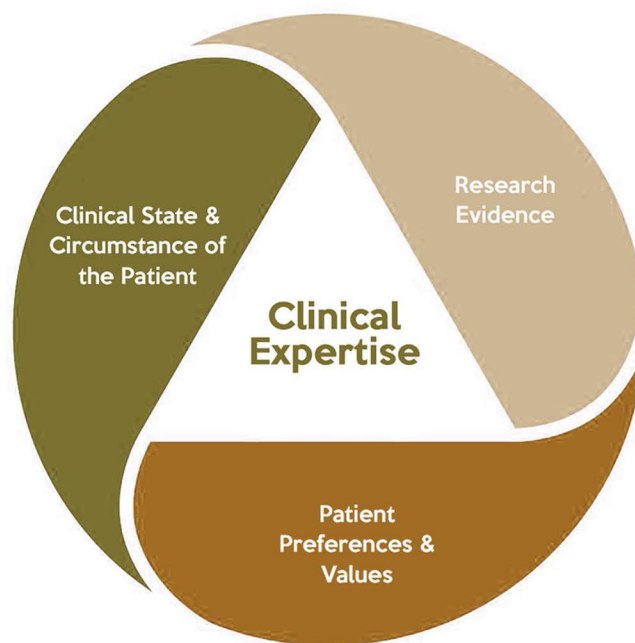 Clinical State &
Circumstance of
the Patient
Research
Evidence
Clinical
Expertise
Patient
Preferences &
Values